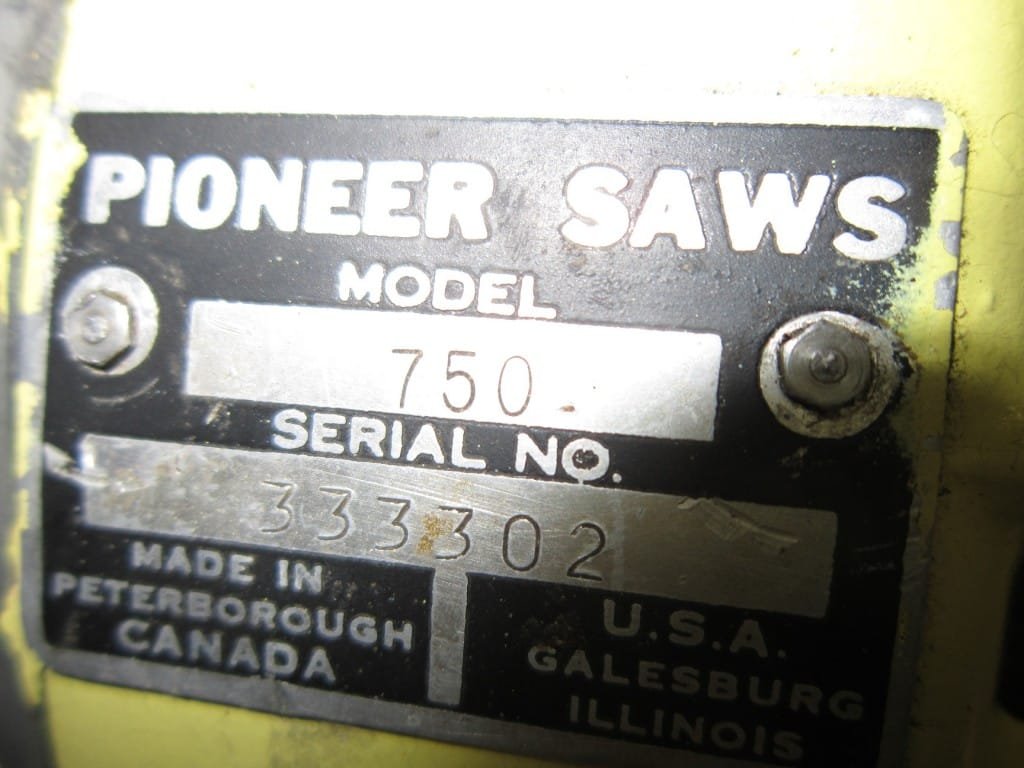 PIONEER SAWS
MODEL
750
SERIAL NO.
333302
MADE IN
PETERBOROUGH
CANADA
U.S.A.
GALESBURG
ILLINOIS